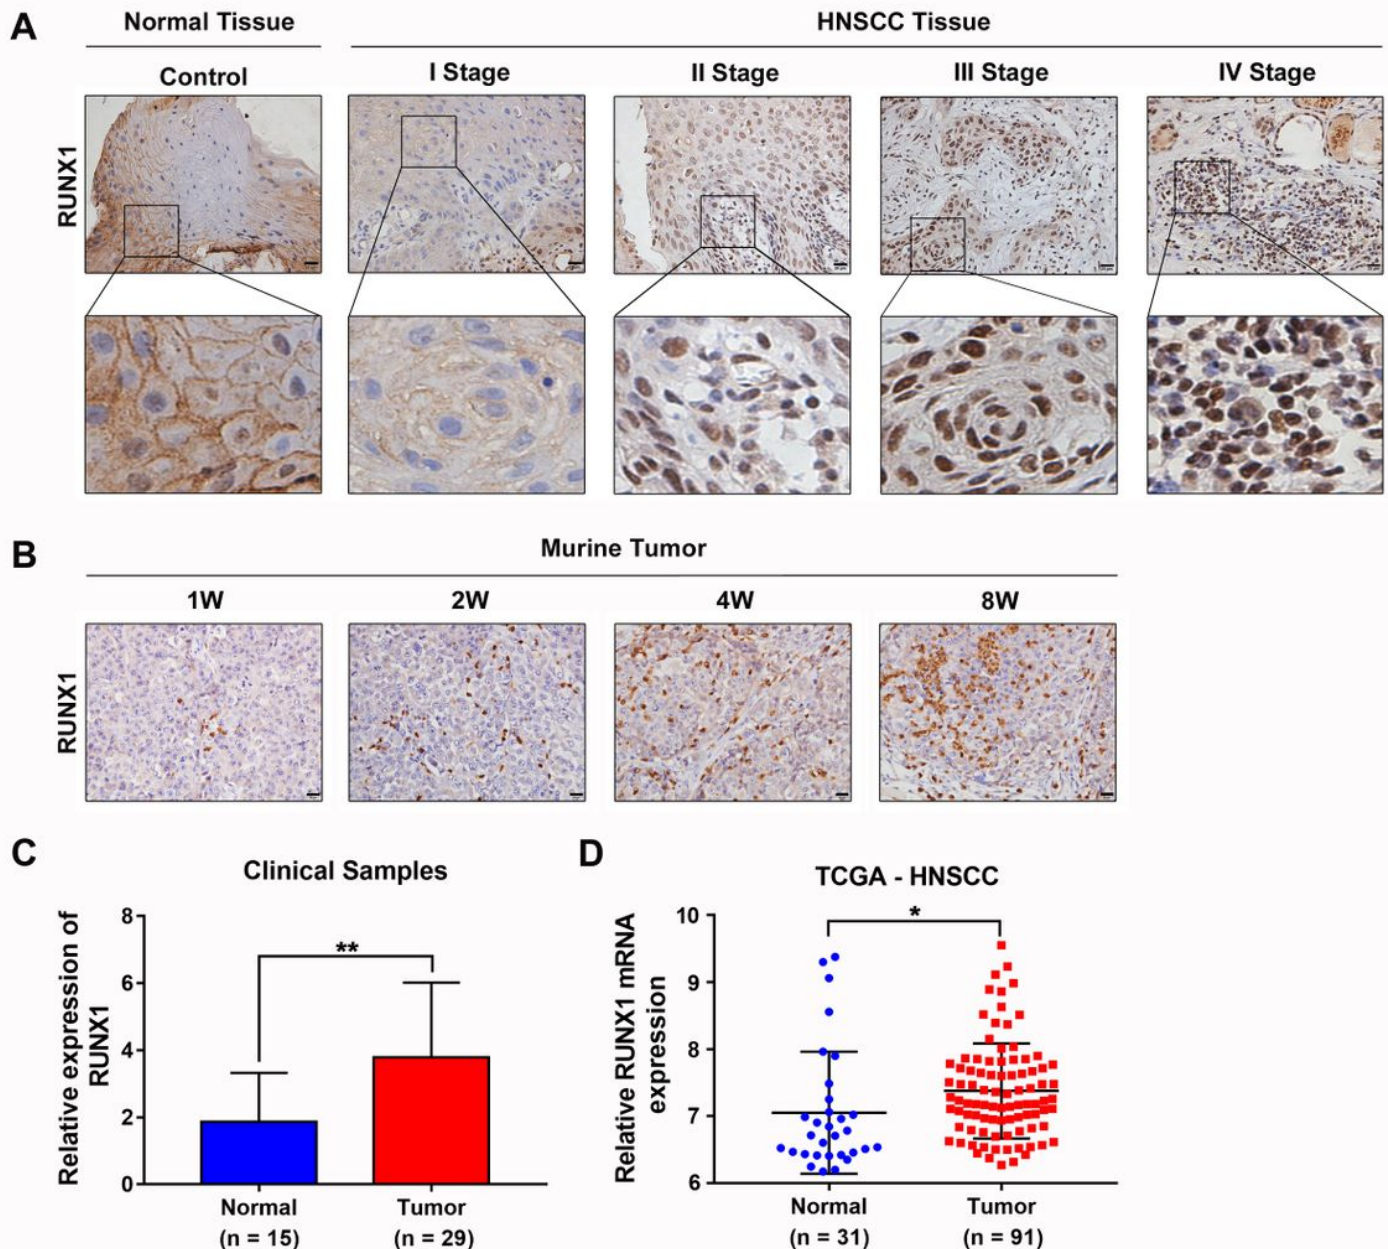 A
Normal Tissue
HNSCC Tissue
Control
I Stage
II Stage
III Stage
IV Stage
RUNX1
B
Murine Tumor
1W
2W
4W
8W
RUNX1
C
Clinical Samples
Relative expression of
RUNX1
8
6
4
2
0
**
Normal
(n = 15)
Tumor
(n = 29)
D
TCGA - HNSCC
Relative RUNX1 mRNA
expression
10
9
8
7
6
*
Normal
(n = 31)
Tumor
(n = 91)